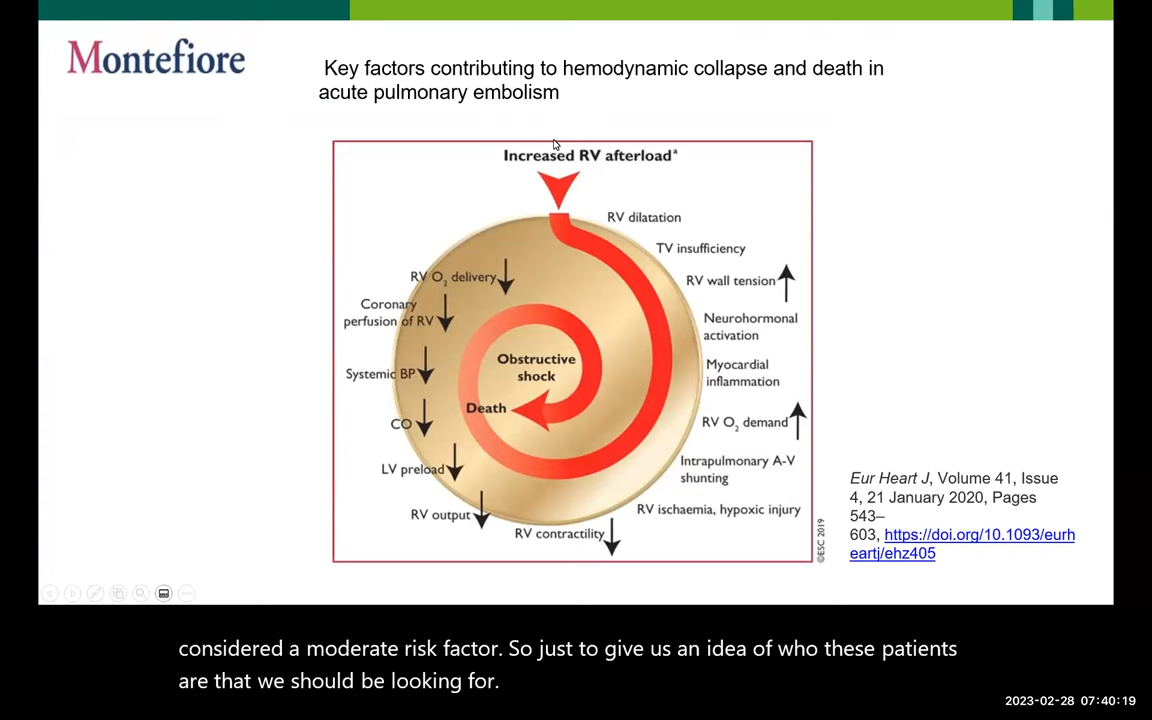 Montefiore
Key factors contributing to hemodynamic collapse and death in
acute pulmonary embolism
Increased RV afterloadª
RV dilatation
TV insufficiency
RV wall tension
Neurohormonal
activation
Myocardial
inflammation
RV O₂ demand
Intrapulmonary A-V
shunting
RV ischaemia, hypoxic injury
RV contractility
RV output
LV preload
CO
Systemic BP
Coronary
perfusion of RV
RV O₂ delivery
Obstructive
shock
Death
©ESC 2019
Eur Heart J, Volume 41, Issue
4, 21 January 2020, Pages
543–
603, https://doi.org/10.1093/eurh
eartj/ehz405
considered a moderate risk factor. So just to give us an idea of who these patients
are that we should be looking for.
2023-02-28 07:40:19